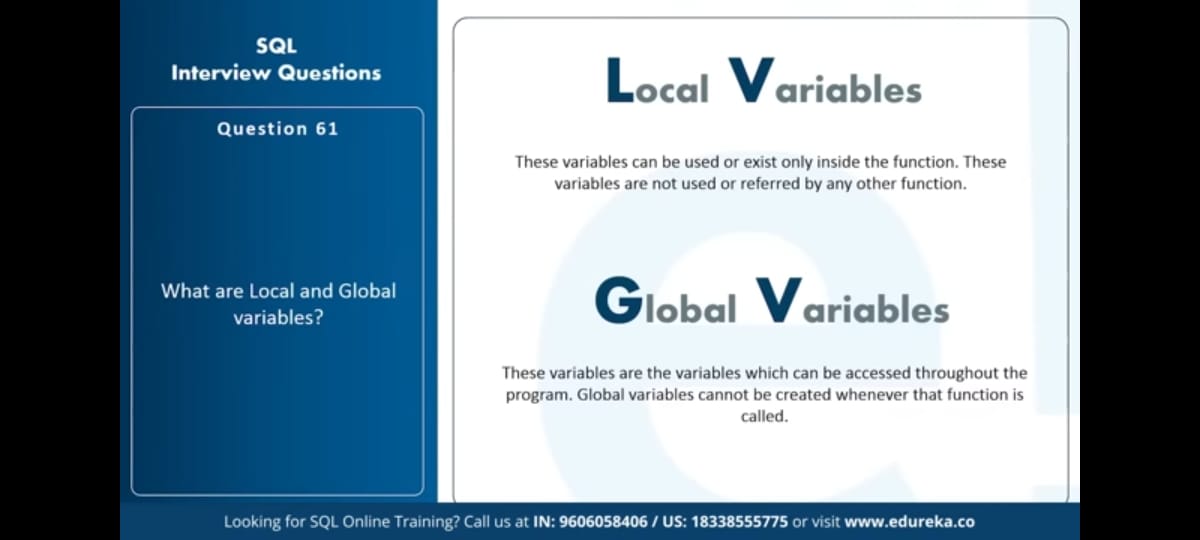 SQL
Interview Questions
Question 61
What are Local and Global
variables?
Local Variables
These variables can be used or exist only inside the function. These
variables are not used or referred by any other function.
Global Variables
These variables are the variables which can be accessed throughout the
program. Global variables cannot be created whenever that function is
called.
Looking for SQL Online Training? Call us at IN: 9606058406 / US: 18338555775 or visit www.edureka.co